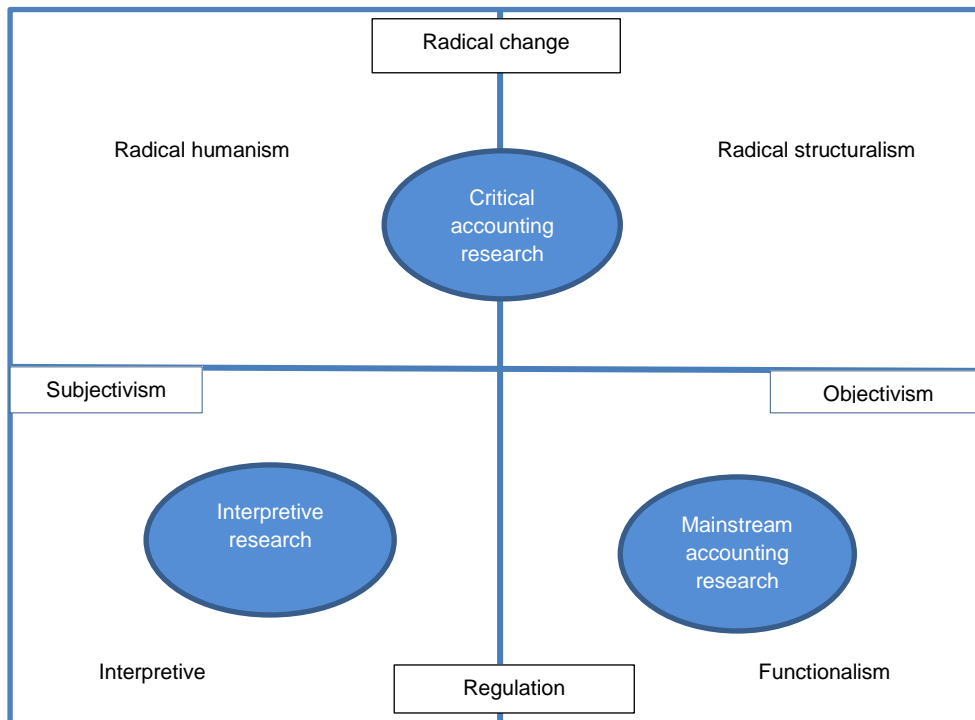 Radical change
Radical humanism
Radical structuralism
Critical
accounting
research
Subjectivism
Objectivism
Interpretive
research
Mainstream
accounting
research
Interpretive
Functionalism
Regulation